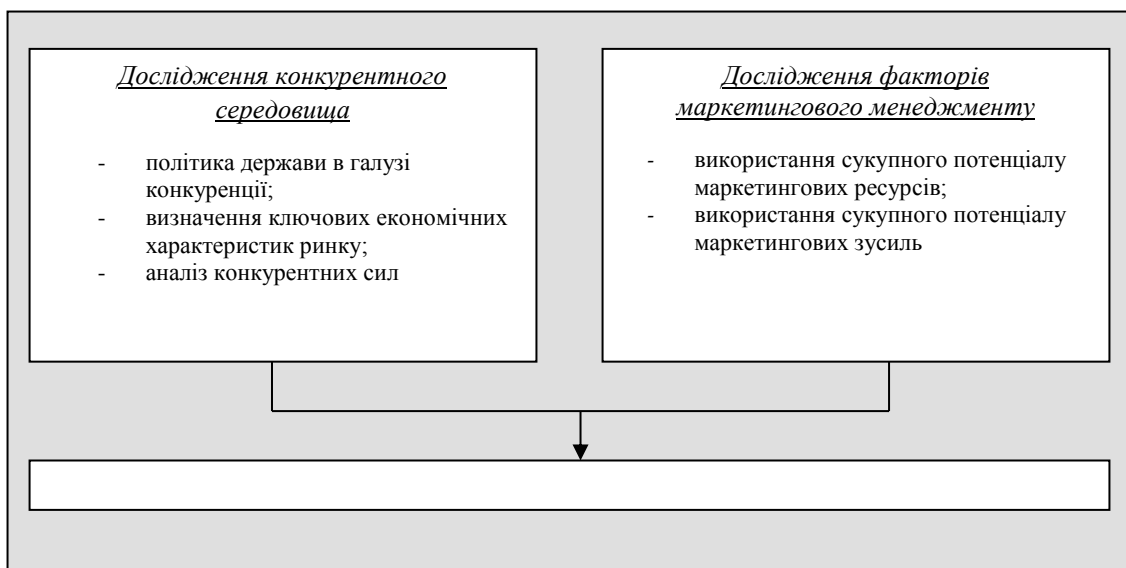 Дослідження конкурентного
середовища
- політика держави в галузі
конкуренції;
- визначення ключових економічних
характеристик ринку;
- аналіз конкурентних сил
Дослідження факторів
маркетингового менеджменту
- використання сукупного потенціалу
маркетингових ресурсів;
- використання сукупного потенціалу
маркетингових зусиль